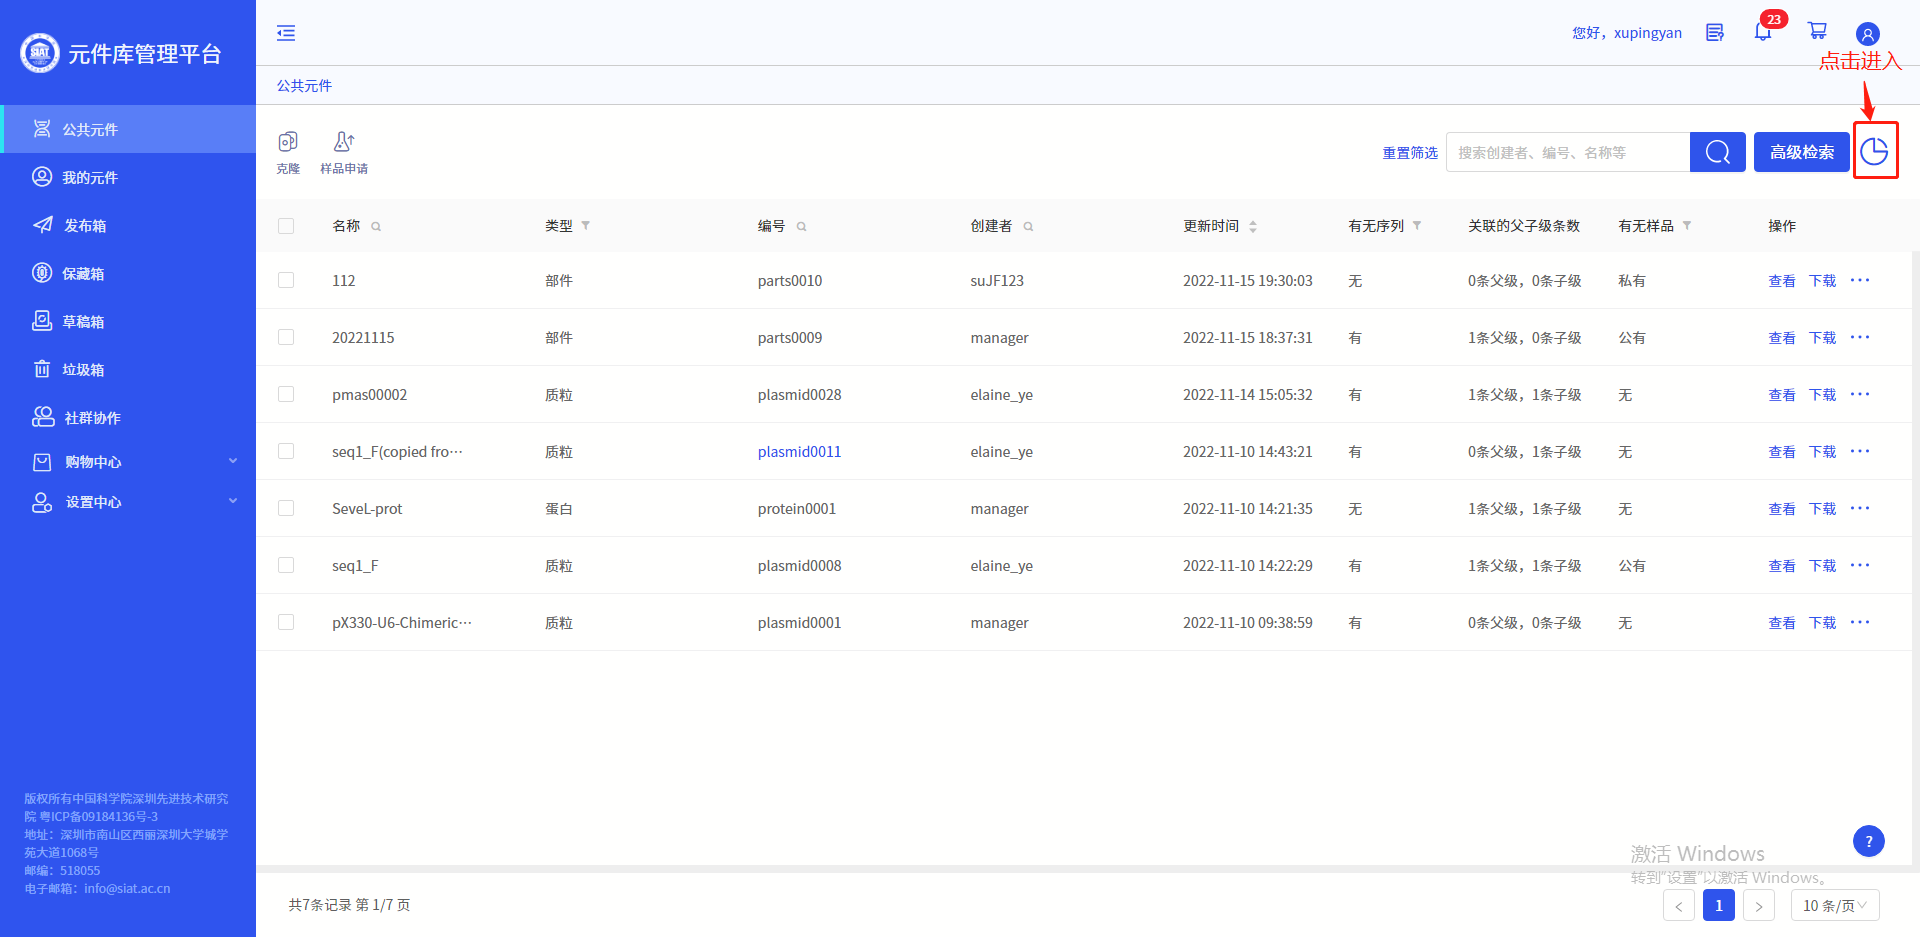 SIAT
元件库管理平台
公共元件
我的元件
发布箱
保藏箱
草稿箱
垃圾箱
社群协作
购物中心
设置中心
版权所有中国科学院深圳先进技术研究
院 粤ICP备09184136号-3
地址：深圳市南山区西丽深圳大学城学
苑大道1068号
邮编：518055
电子邮箱：info@siat.ac.cn
您好，xupingyan
23
点击进入
公共元件
克隆
样品申请
重置筛选
搜索创建者、编号、名称等
高级检索
名称 类型 编号 创建者 更新时间 有无序列 关联的父子级条数 有无样品 操作
112 部件 parts0010 suJF123 2022-11-15 19:30:03 无 0条父级，0条子级 私有 查看 下载 ···
20221115 部件 parts0009 manager 2022-11-15 18:37:31 有 1条父级，0条子级 公有 查看 下载 ···
pmas00002 质粒 plasmid0028 elaine_ye 2022-11-14 15:05:32 有 1条父级，1条子级 无 查看 下载 ···
seq1_F(copied fro··· 质粒 plasmid0011 elaine_ye 2022-11-10 14:43:21 有 0条父级，1条子级 无 查看 下载 ···
SeveL-prot 蛋白 protein0001 manager 2022-11-10 14:21:35 无 1条父级，1条子级 无 查看 下载 ···
seq1_F 质粒 plasmid0008 elaine_ye 2022-11-10 14:22:29 有 1条父级，1条子级 公有 查看 下载 ···
pX330-U6-Chimeric··· 质粒 plasmid0001 manager 2022-11-10 09:38:59 有 0条父级，0条子级 无 查看 下载 ···
?
激活 Windows
转到"设置"以激活 Windows。
共7条记录 第 1/7 页
< 1 > 10 条/页